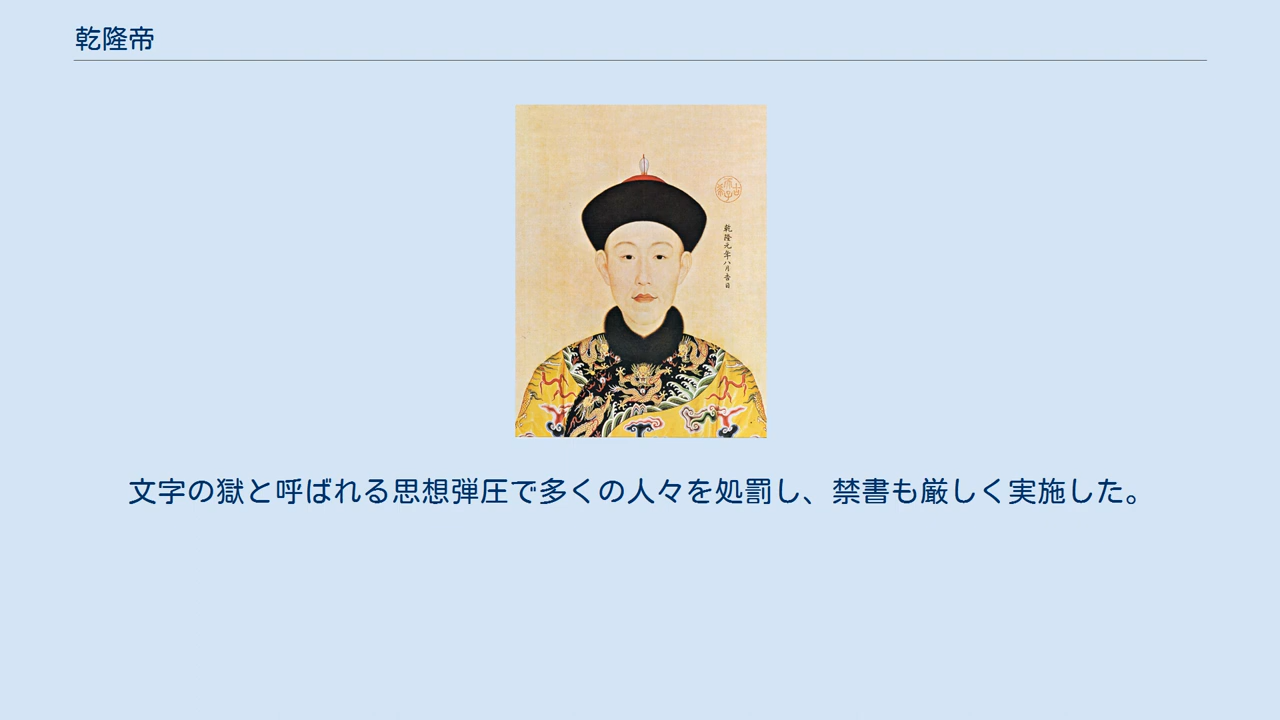 乾隆帝
乾隆元年八月吉日
文字の獄と呼ばれる思想弾圧で多くの人々を処罰し、禁書も厳しく実施した。